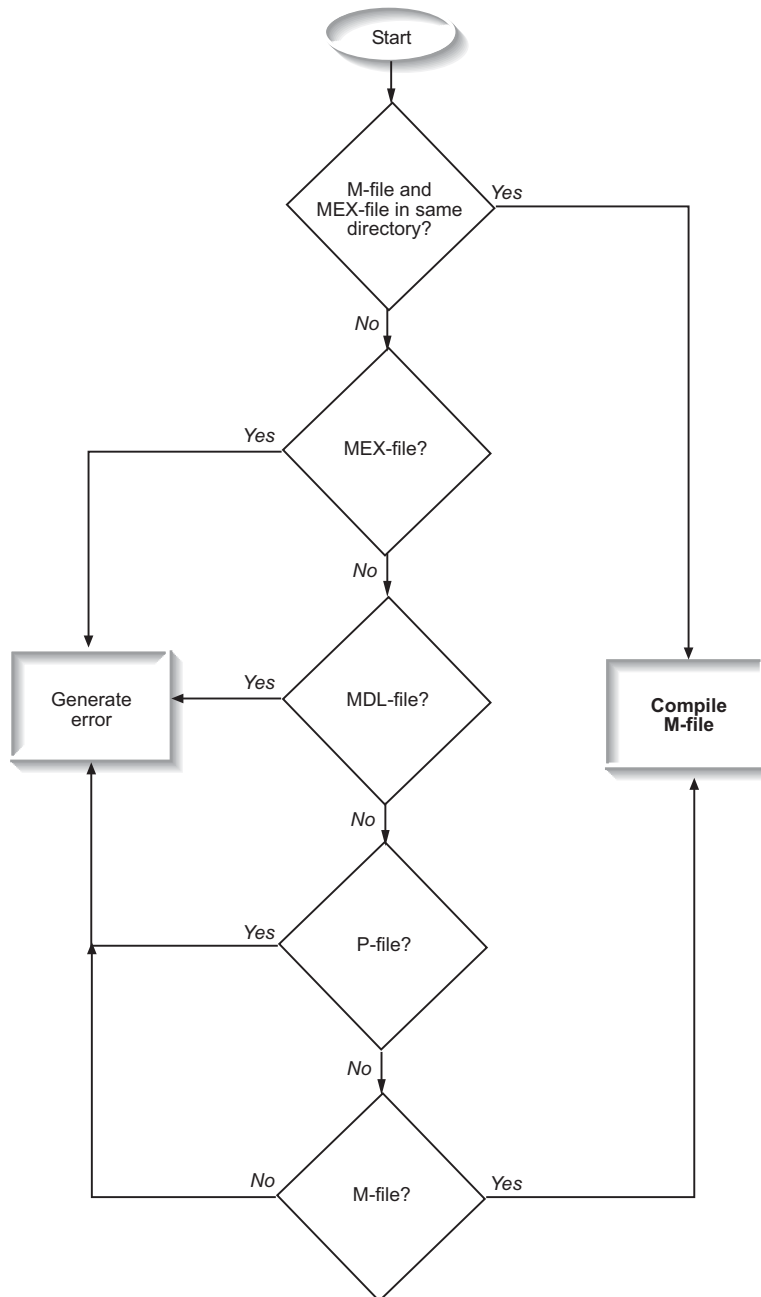 Start
M-file and
MEX-file in same
directory?
Yes
No
MEX-file?
Yes
No
MDL-file?
Yes
Generate
error
Compile
M-file
No
P-file?
Yes
No
M-file?
No
Yes